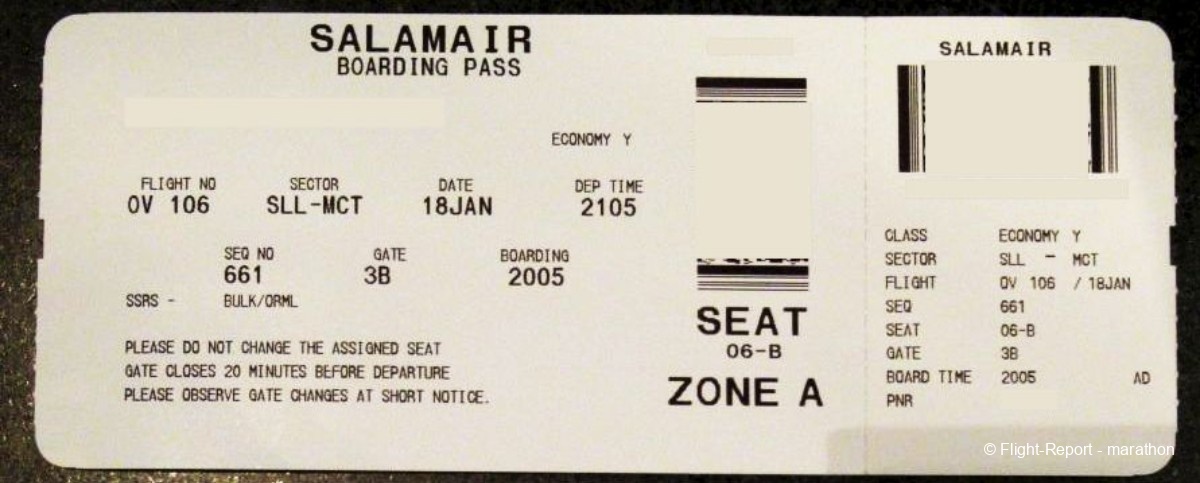 SALAMAIR
BOARDING PASS
ECONOMY Y
FLIGHT NO SECTOR DATE DEP TIME
OV 106 SLL-MCT 18JAN 2105
SEQ NO GATE BOARDING
661 3B 2005
SSRS - BULK/ORML
PLEASE DO NOT CHANGE THE ASSIGNED SEAT
GATE CLOSES 20 MINUTES BEFORE DEPARTURE
PLEASE OBSERVE GATE CHANGES AT SHORT NOTICE.
SEAT
06-B
ZONE A
SALAMAIR
CLASS ECONOMY Y
SECTOR SLL - MCT
FLIGHT OV 106 / 18JAN
SEQ 661
SEAT 06-B
GATE 3B
BOARD TIME 2005 AD
PNR
© Flight-Report - marathon